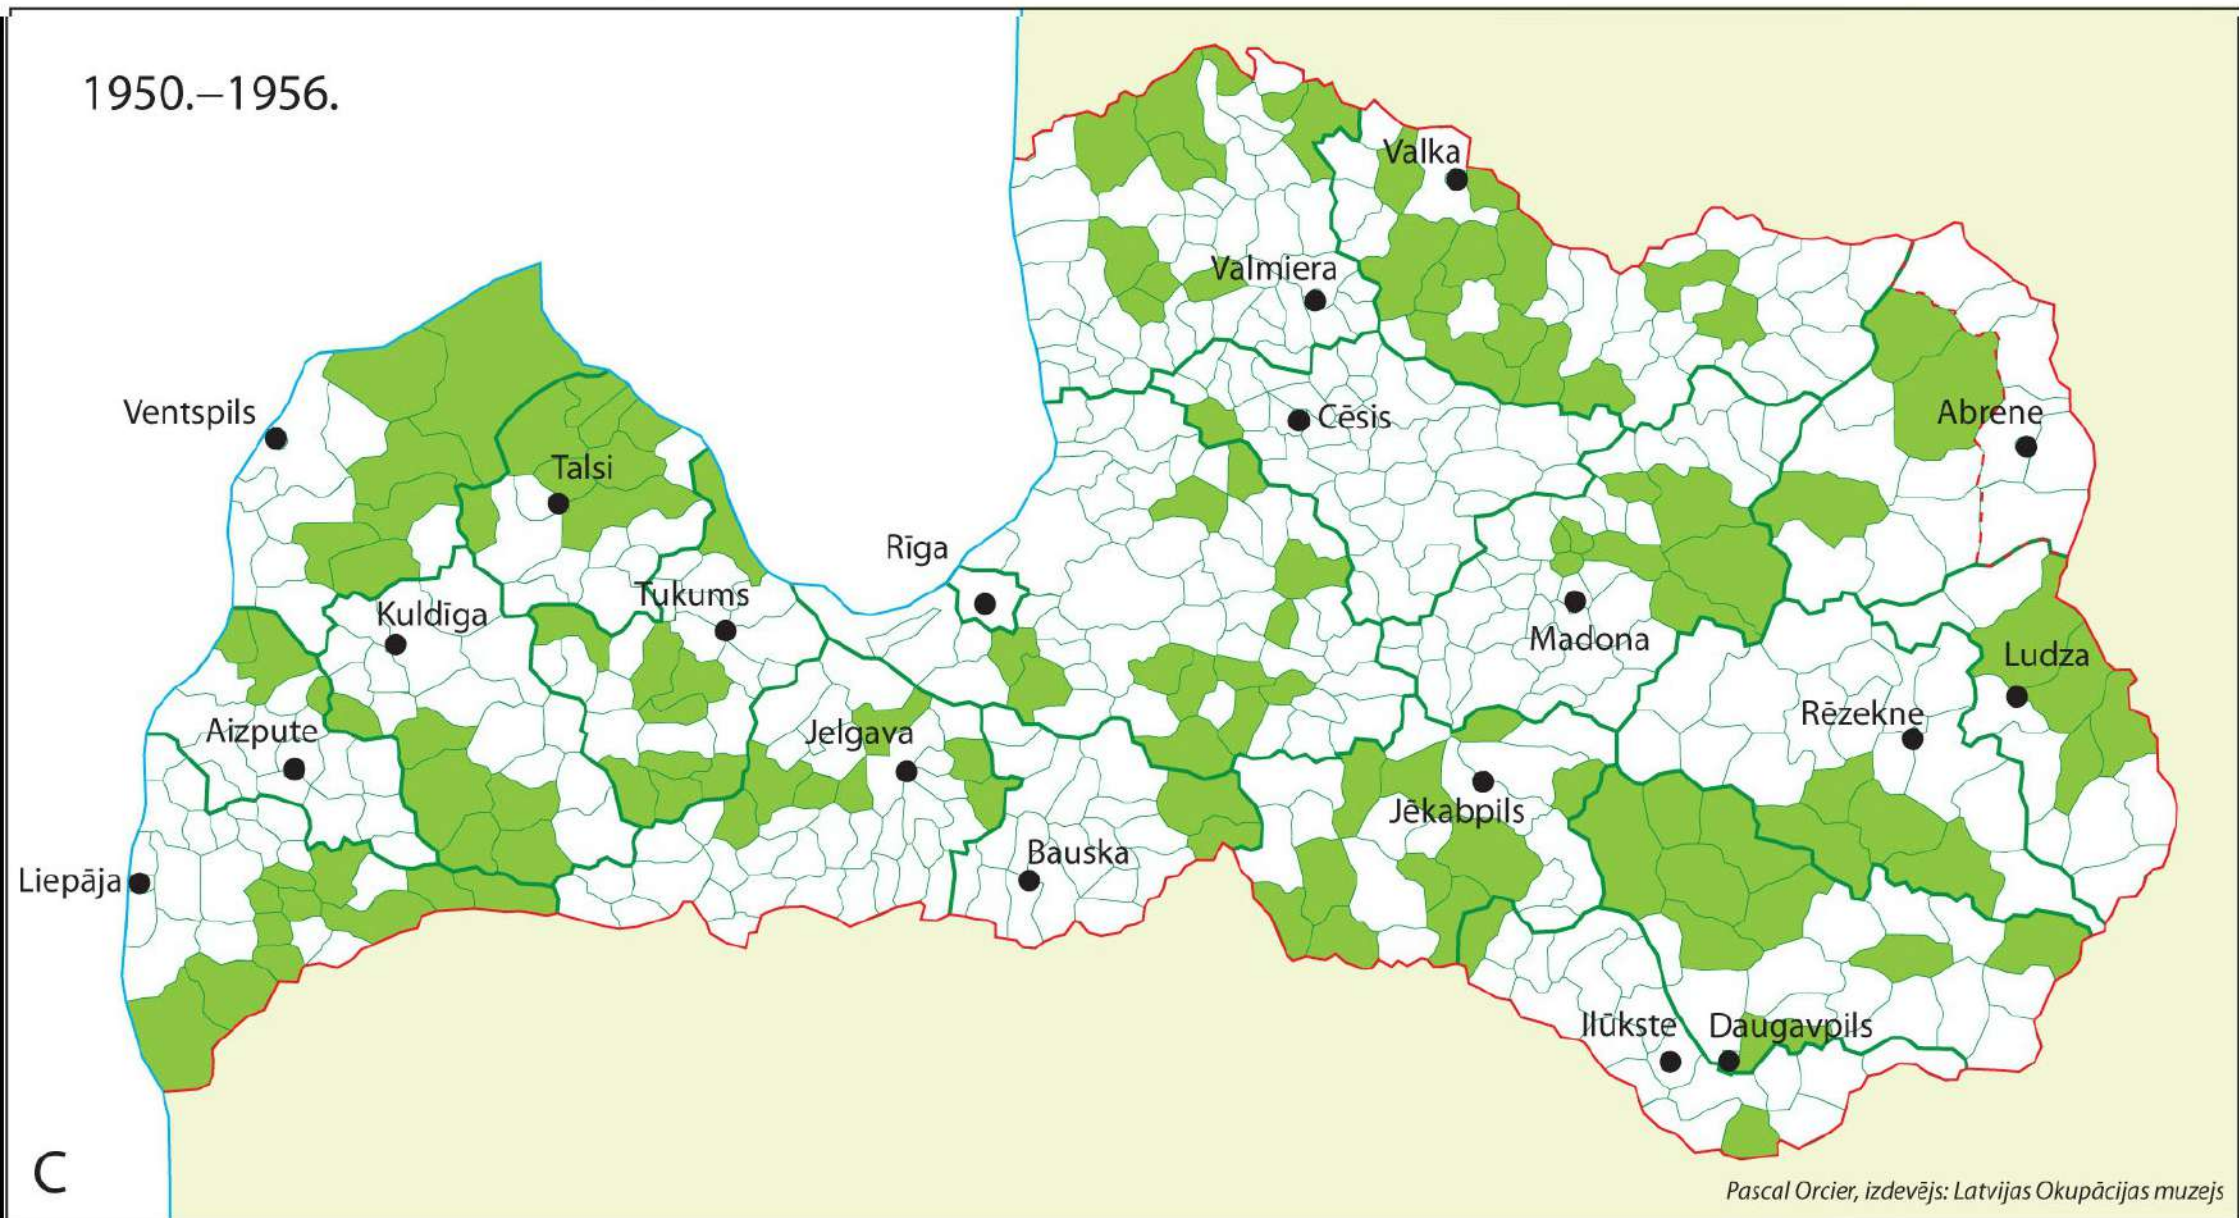 1950.–1956.
Valka
Valmiera
Ventspils
Cēsis
Abrene
Talsi
Rīga
Tukums
Kuldīga
Madona
Ludza
Rēzekne
Aizpute
Jelgava
Jēkabpils
Bauska
Liepāja
Ilūkste
Daugavpils
C
Pascal Orcier, izdevējs: Latvijas Okupācijas muzejs